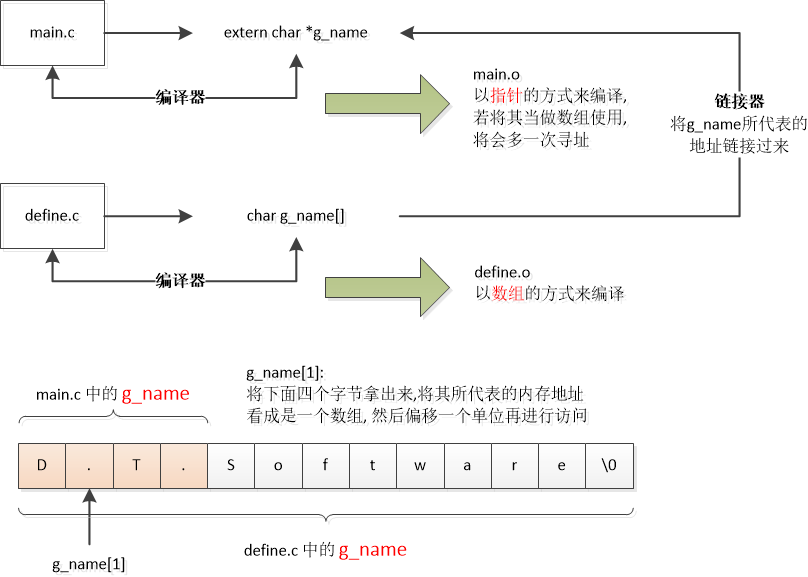 main.c
extern char *g_name
编译器
main.o
以指针的方式来编译,
若将其当做数组使用,
将会多一次寻址
链接器
将g_name所代表的
地址链接过来
define.c
char g_name[]
编译器
define.o
以数组的方式来编译
g_name[1]:
将下面四个字节拿出来,将其所代表的内存地址
看成是一个数组, 然后偏移一个单位再进行访问
main.c 中的 g_name
D . T . S o f t w a r e \0
g_name[1]
define.c 中的 g_name